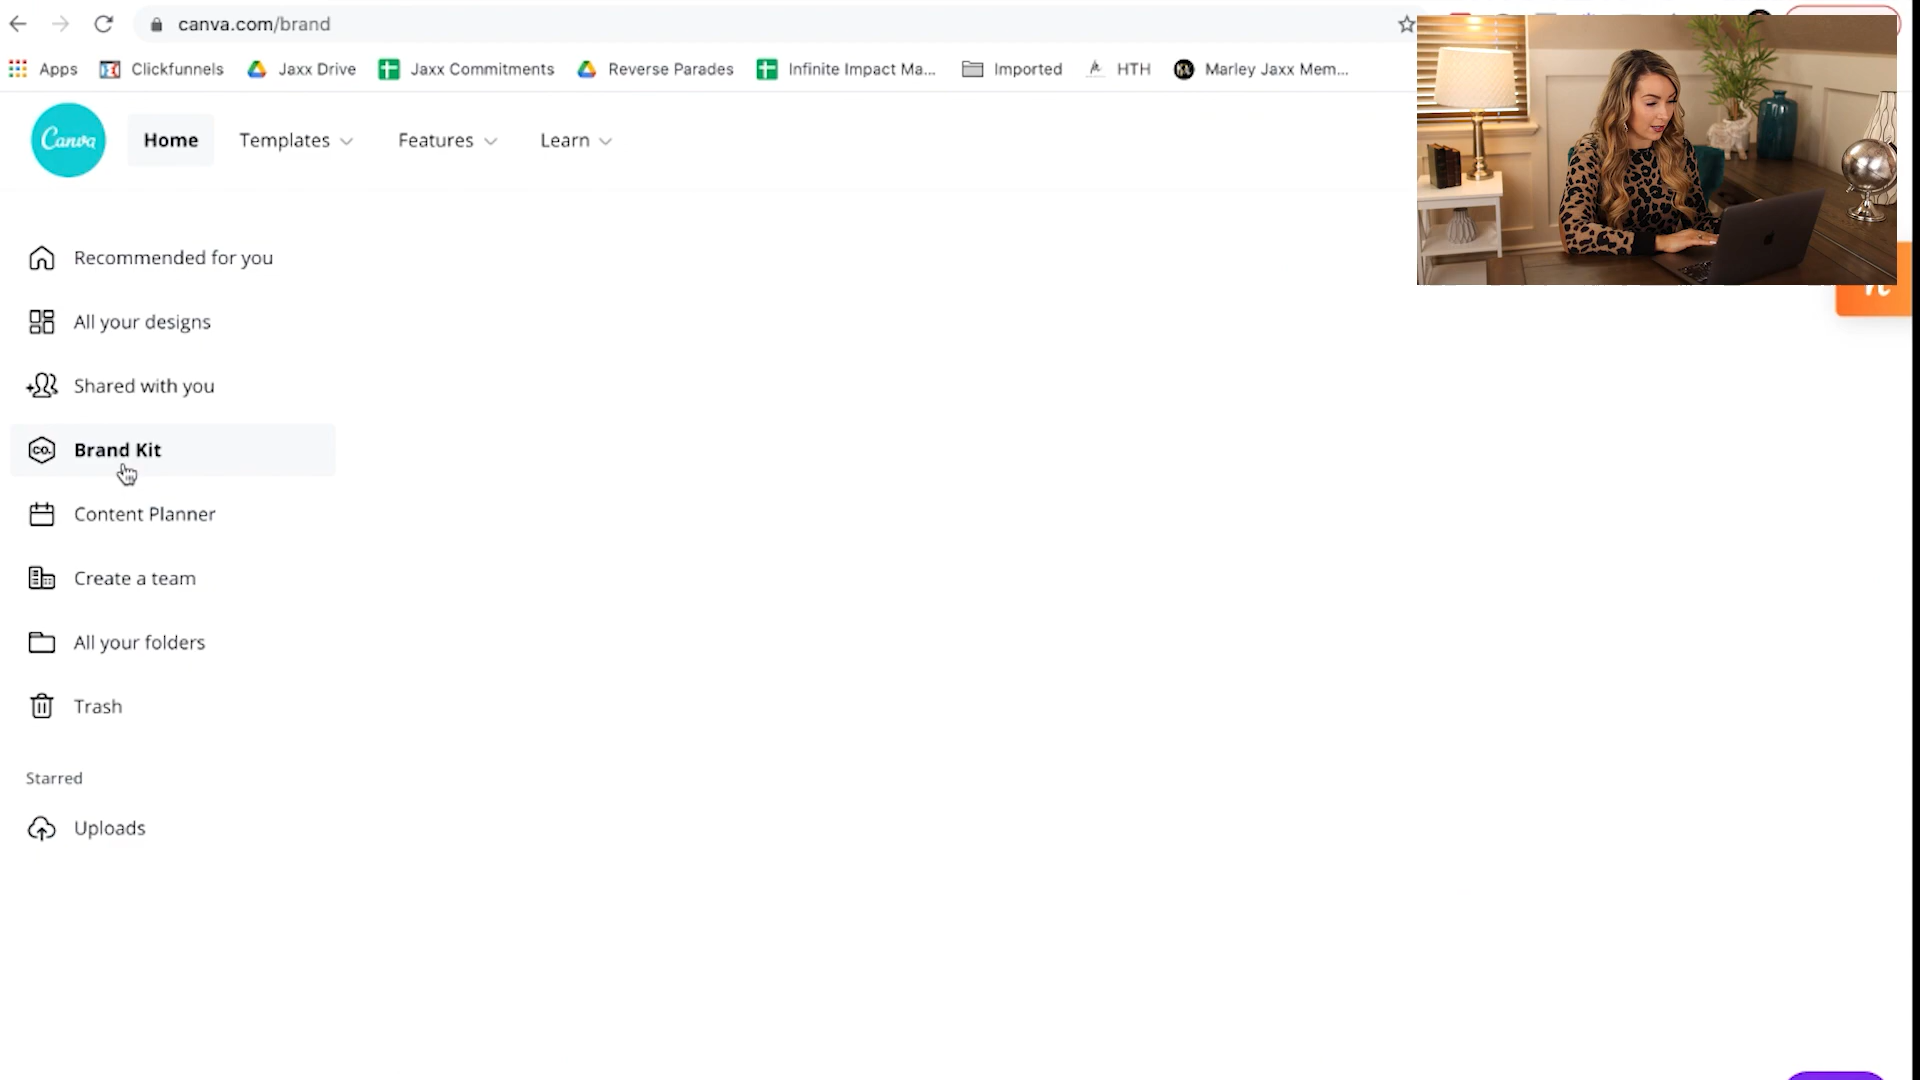 canva.com/brand
Apps Clickfunnels Jaxx Drive Jaxx Commitments Reverse Parades Infinite Impact Ma... Imported HTH Marley Jaxx Mem...
Canva Home Templates Features Learn
Recommended for you
All your designs
Shared with you
CO. Brand Kit
Content Planner
Create a team
All your folders
Trash
Starred
Uploads